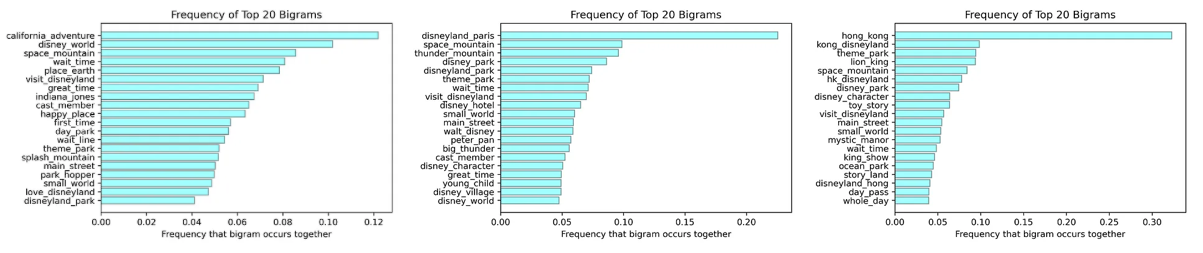 Frequency of Top 20 Bigrams
california_adventure
disney_world
space_mountain
wait_time
place_earth
visit_disneyland
great_time
indiana_jones
cast_member
happy_place
first_time
day_park
wait_line
theme_park
splash_mountain
main_street
park_hopper
small_world
love_disneyland
disneyland_park
0.00 0.02 0.04 0.06 0.08 0.10 0.12
Frequency that bigram occurs together
Frequency of Top 20 Bigrams
disneyland_paris
space_mountain
thunder_mountain
disney_park
disneyland_park
theme_park
wait_time
visit_disneyland
disney_hotel
small_world
main_street
walt_disney
peter_pan
big_thunder
cast_member
disney_character
great_time
young_child
disney_village
disney_world
0.00 0.05 0.10 0.15 0.20
Frequency that bigram occurs together
Frequency of Top 20 Bigrams
hong_kong
kong_disneyland
theme_park
lion_king
space_mountain
hk_disneyland
disney_park
disney_character
toy_story
visit_disneyland
main_street
small_world
mystic_manor
wait_time
king_show
ocean_park
story_land
disneyland_hong
day_pass
whole_day
0.00 0.05 0.10 0.15 0.20 0.25 0.30
Frequency that bigram occurs together